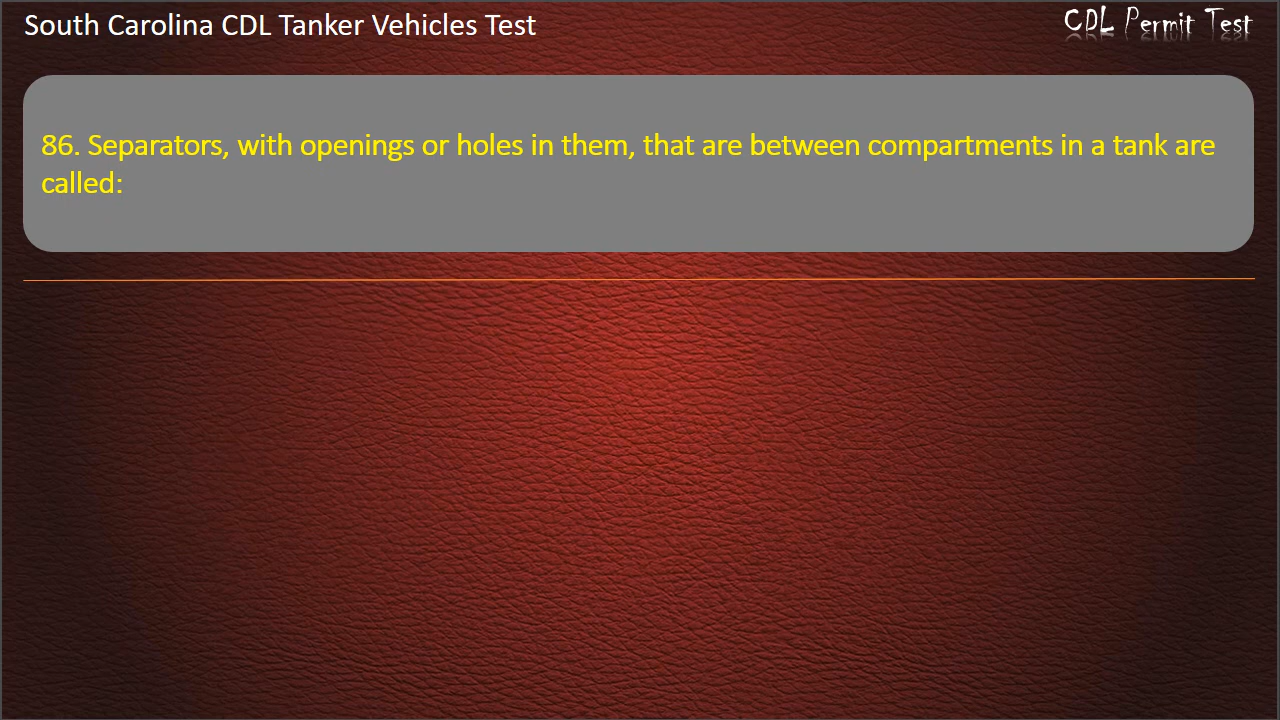 South Carolina CDL Tanker Vehicles Test
CDL Permit Test
86. Separators, with openings or holes in them, that are between compartments in a tank are
called: